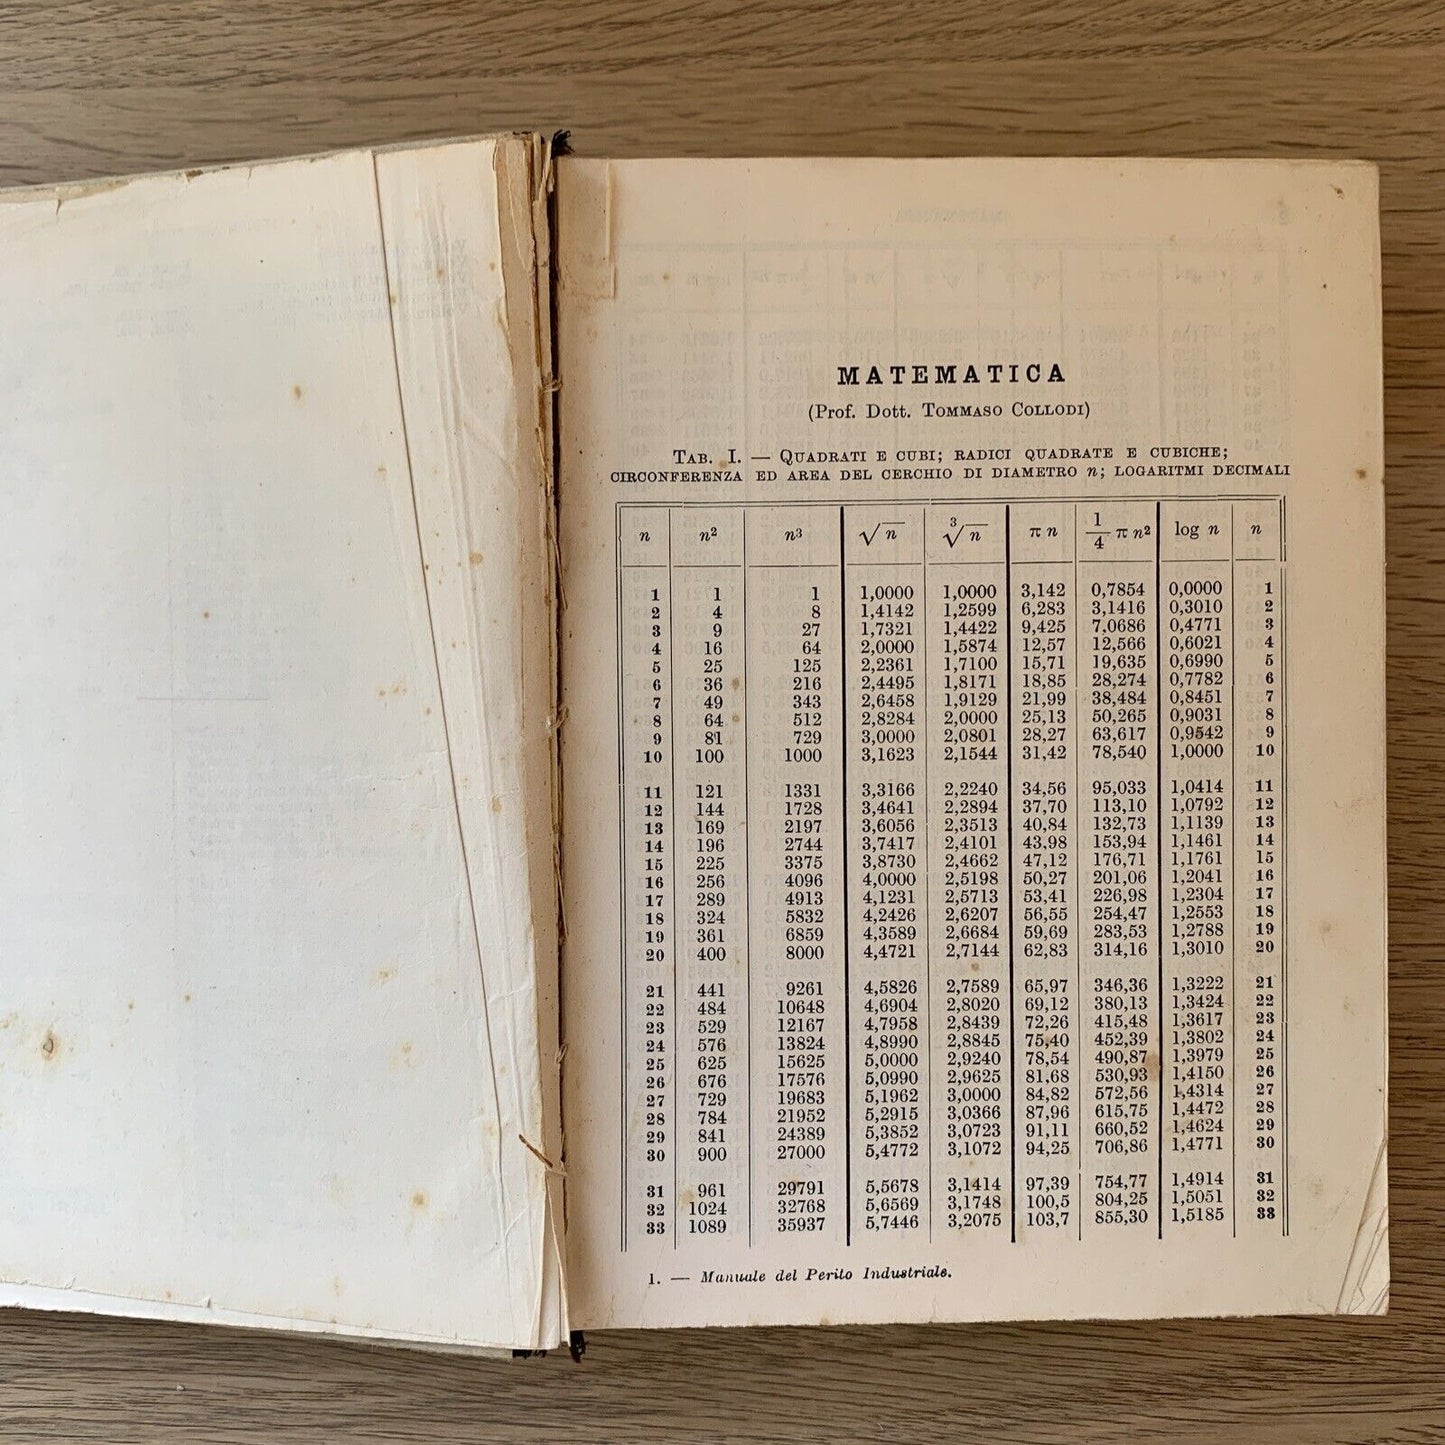 MATEMATICA
(Prof. Dott. TOMMASO COLLODI)
TAB. I. — QUADRATI E CUBI; RADICI QUADRATE E CUBICHE;
CIRCONFERENZA ED AREA DEL CERCHIO DI DIAMETRO n; LOGARITMI DECIMALI
n n² n³ √n ³√n π n 1/4 π n² log n n
1 1 1 1,0000 1,0000 3,142 0,7854 0,0000 1
2 4 8 1,4142 1,2599 6,283 3,1416 0,3010 2
3 9 27 1,7321 1,4422 9,425 7,0686 0,4771 3
4 16 64 2,0000 1,5874 12,57 12,566 0,6021 4
5 25 125 2,2361 1,7100 15,71 19,635 0,6990 5
6 36 216 2,4495 1,8171 18,85 28,274 0,7782 6
7 49 343 2,6458 1,9129 21,99 38,484 0,8451 7
8 64 512 2,8284 2,0000 25,13 50,265 0,9031 8
9 81 729 3,0000 2,0801 28,27 63,617 0,9542 9
10 100 1000 3,1623 2,1544 31,42 78,540 1,0000 10
11 121 1331 3,3166 2,2240 34,56 95,033 1,0414 11
12 144 1728 3,4641 2,2894 37,70 113,10 1,0792 12
13 169 2197 3,6056 2,3513 40,84 132,73 1,1139 13
14 196 2744 3,7417 2,4101 43,98 153,94 1,1461 14
15 225 3375 3,8730 2,4662 47,12 176,71 1,1761 15
16 256 4096 4,0000 2,5198 50,27 201,06 1,2041 16
17 289 4913 4,1231 2,5713 53,41 226,98 1,2304 17
18 324 5832 4,2426 2,6207 56,55 254,47 1,2553 18
19 361 6859 4,3589 2,6684 59,69 283,53 1,2788 19
20 400 8000 4,4721 2,7144 62,83 314,16 1,3010 20
21 441 9261 4,5826 2,7589 65,97 346,36 1,3222 21
22 484 10648 4,6904 2,8020 69,12 380,13 1,3424 22
23 529 12167 4,7958 2,8439 72,26 415,48 1,3617 23
24 576 13824 4,8990 2,8845 75,40 452,39 1,3802 24
25 625 15625 5,0000 2,9240 78,54 490,87 1,3979 25
26 676 17576 5,0990 2,9625 81,68 530,93 1,4150 26
27 729 19683 5,1962 3,0000 84,82 572,56 1,4314 27
28 784 21952 5,2915 3,0366 87,96 615,75 1,4472 28
29 841 24389 5,3852 3,0723 91,11 660,52 1,4624 29
30 900 27000 5,4772 3,1072 94,25 706,86 1,4771 30
31 961 29791 5,5678 3,1414 97,39 754,77 1,4914 31
32 1024 32768 5,6569 3,1748 100,5 804,25 1,5051 32
33 1089 35937 5,7446 3,2075 103,7 855,30 1,5185 33
1. — Manuale del Perito Industriale.